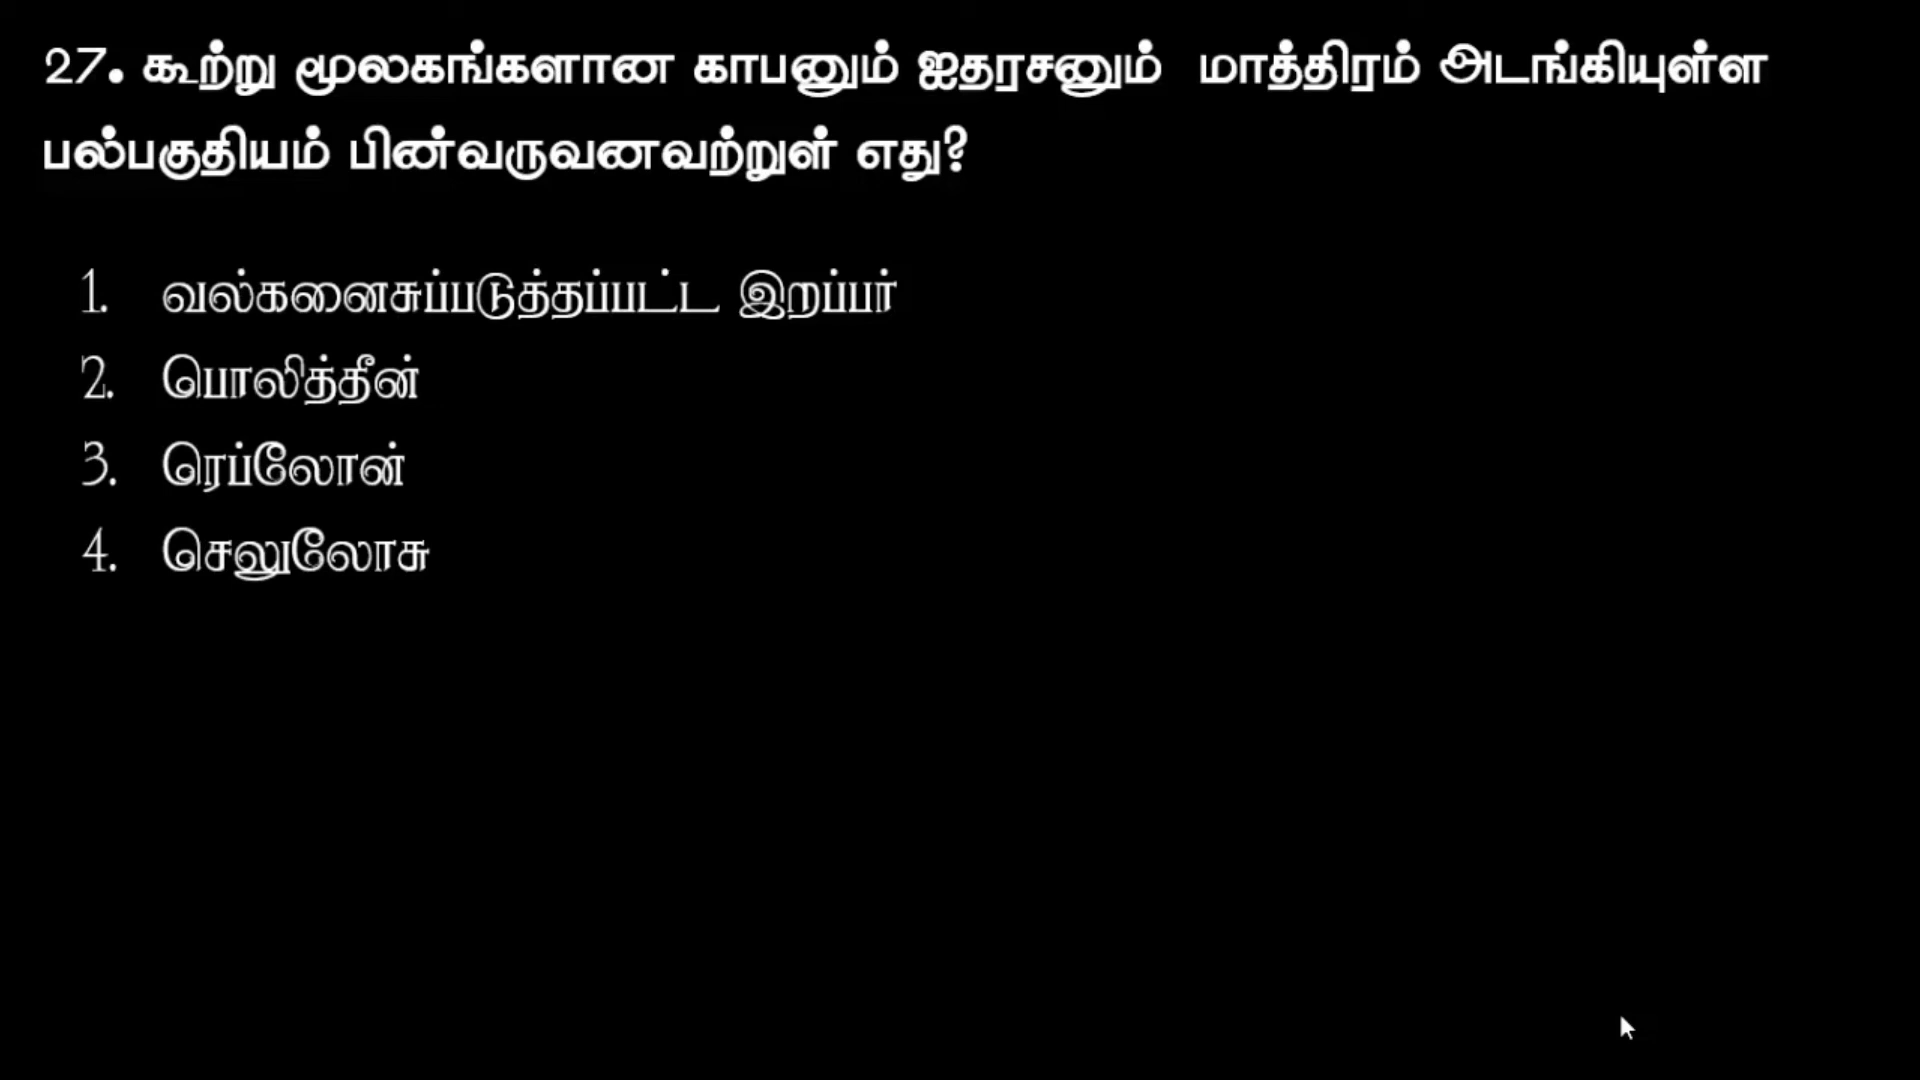 27. கூற்று மூலகங்களான காபனும் ஐதரசனும் மாத்திரம் அடங்கியுள்ள
பல்பகுதியம் பின்வருவனவற்றுள் எது?
1. வல்கனைசுப்படுத்தப்பட்ட இறப்பர்
2. பொலித்தீன்
3. ரெப்லோன்
4. செலுலோசு